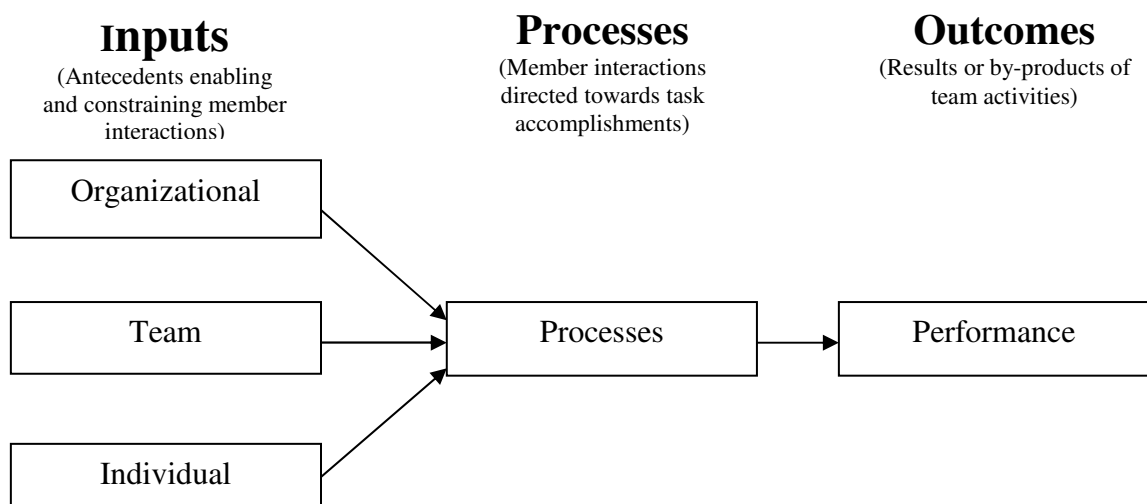 Inputs
(Antecedents enabling
and constraining member
interactions)
Processes
(Member interactions
directed towards task
accomplishments)
Outcomes
(Results or by-products of
team activities)
Organizational
Team
Individual
Processes
Performance